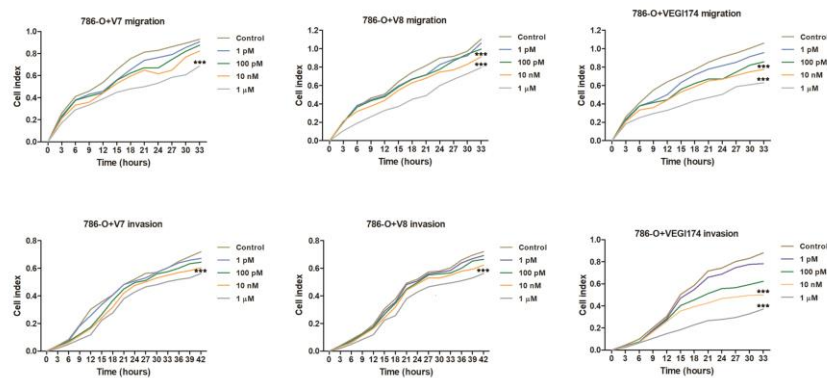 786-O+V7 migration
Cell index
1.0
0.8
0.6
0.4
0.2
0.0
0 3 6 9 12 15 18 21 24 27 30 33
Time (hours)
Control
1 pM
100 pM
10 nM
1 μM
***
786-O+V8 migration
Cell index
1.2
1.0
0.8
0.6
0.4
0.2
0.0
0 3 6 9 12 15 18 21 24 27 30 33
Time (hours)
Control
1 pM
100 pM
10 nM
1 μM
***
***
786-O+VEGI174 migration
Cell index
1.2
1.0
0.8
0.6
0.4
0.2
0.0
0 3 6 9 12 15 18 21 24 27 30 33
Time (hours)
Control
1 pM
100 pM
10 nM
1 μM
***
***
786-O+V7 invasion
Cell index
0.8
0.6
0.4
0.2
0.0
0 3 6 9 12 15 18 21 24 27 30 33 36 39 42
Time (hours)
Control
1 pM
100 pM
10 nM
1 μM
***
786-O+V8 invasion
Cell index
0.8
0.6
0.4
0.2
0.0
0 3 6 9 12 15 18 21 24 27 30 33 36 39 42
Time (hours)
Control
1 pM
100 pM
10 nM
1 μM
***
786-O+VEGI174 invasion
Cell index
1.0
0.8
0.6
0.4
0.2
0.0
0 3 6 9 12 15 18 21 24 27 30 33
Time (hours)
Control
1 pM
100 pM
10 nM
1 μM
***
***